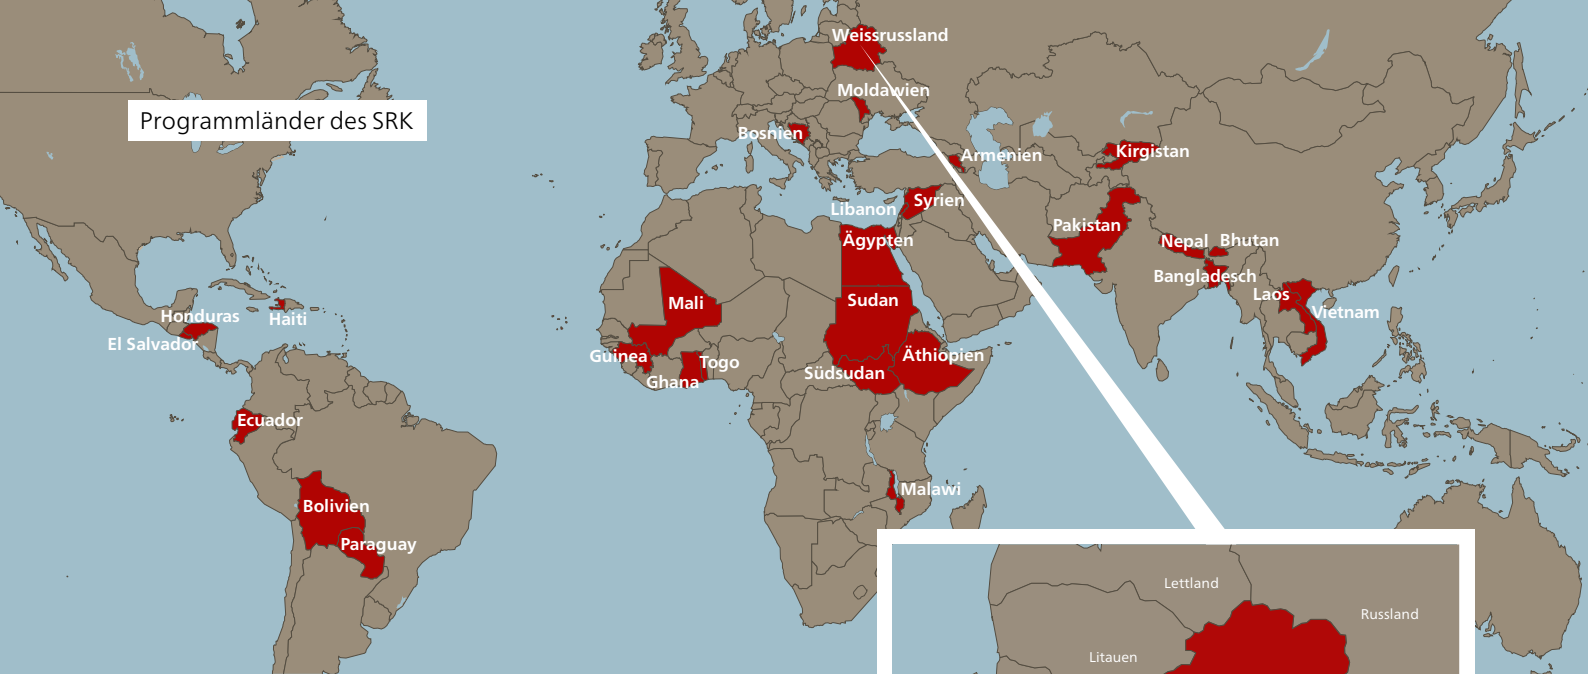 Weissrussland
Moldawien
Programmländer des SRK
Bosnien
Armenien
Kirgistan
Syrien
Libanon
Pakistan
Ägypten
Nepal
Bhutan
Bangladesch
Laos
Mali
Sudan
Vietnam
Honduras
Haiti
El Salvador
Guinea
Togo
Äthiopien
Südsudan
Ghana
Ecuador
Malawi
Bolivien
Paraguay
Lettland
Russland
Litauen